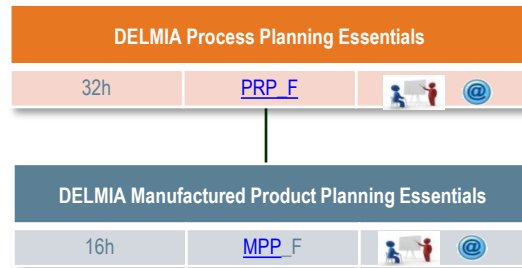 DELMIA Process Planning Essentials
32h PRP_F @
DELMIA Manufactured Product Planning Essentials
16h MPP_F @